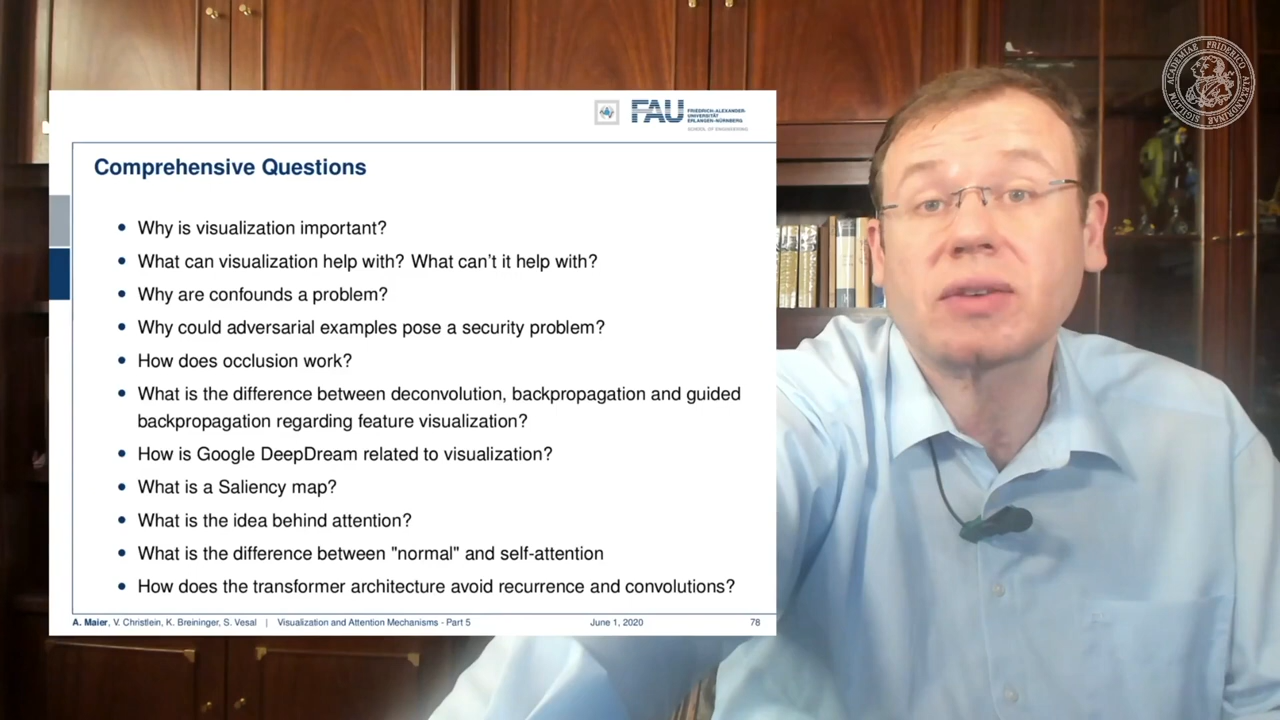 FAU
FRIEDRICH-ALEXANDER-
UNIVERSITÄT
ERLANGEN-NÜRNBERG
SCHOOL OF ENGINEERING
Comprehensive Questions
• Why is visualization important?
• What can visualization help with? What can’t it help with?
• Why are confounds a problem?
• Why could adversarial examples pose a security problem?
• How does occlusion work?
• What is the difference between deconvolution, backpropagation and guided
backpropagation regarding feature visualization?
• How is Google DeepDream related to visualization?
• What is a Saliency map?
• What is the idea behind attention?
• What is the difference between "normal" and self-attention
• How does the transformer architecture avoid recurrence and convolutions?
A. Maier, V. Christlein, K. Breininger, S. Vesal | Visualization and Attention Mechanisms - Part 5 June 1, 2020 78